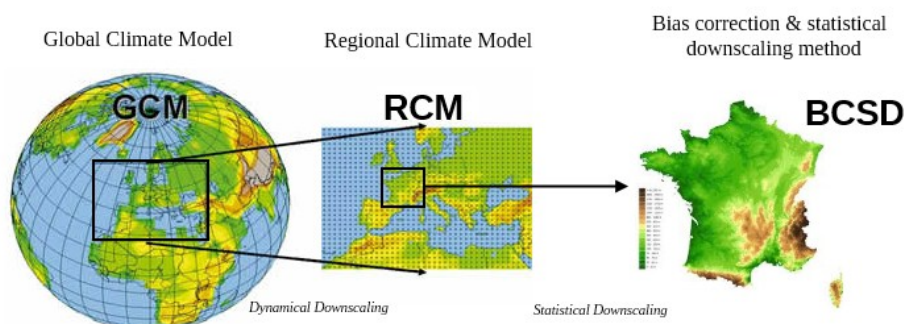 Global Climate Model
Regional Climate Model
Bias correction & statistical
downscaling method
GCM
RCM
BCSD
Dynamical Downscaling
Statistical Downscaling